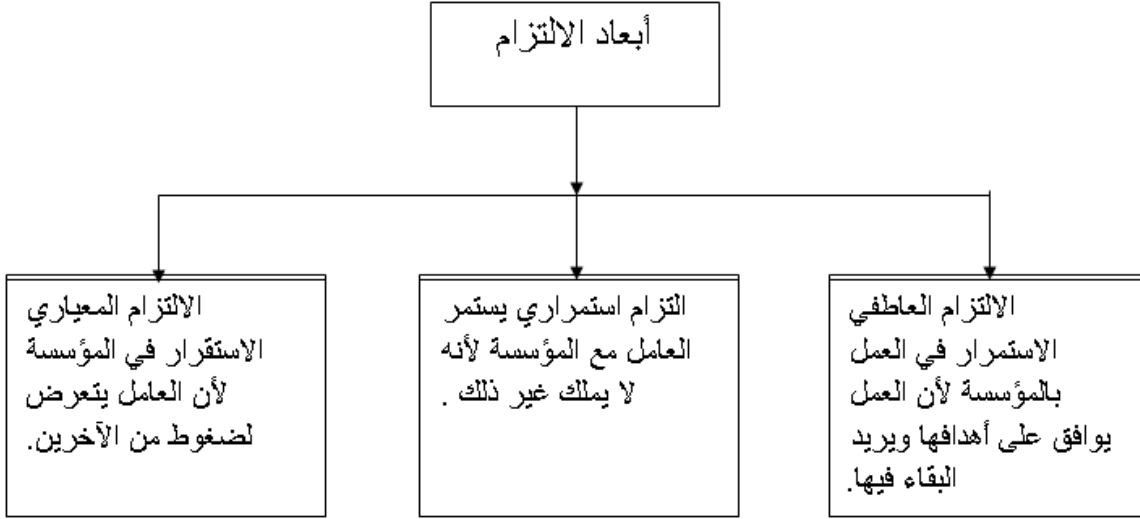 أبعاد الالتزام
الالتزام العاطفي
الاستمرار في العمل
بالمؤسسة لأن العمل
يوافق على أهدافها ويريد
البقاء فيها.
التزام استمراري يستمر
العامل مع المؤسسة لأنه
لا يملك غير ذلك .
الالتزام المعياري
الاستقرار في المؤسسة
لأن العامل يتعرض
لضغوط من الآخرين.